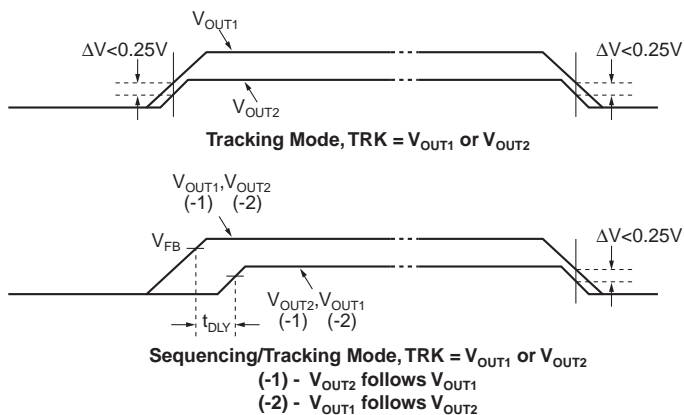 V_OUT1
ΔV<0.25V
ΔV<0.25V
V_OUT2
Tracking Mode, TRK = V_OUT1 or V_OUT2
V_OUT1,V_OUT2
(-1) (-2)
ΔV<0.25V
V_FB
V_OUT2,V_OUT1
(-1) (-2)
t_DLY
Sequencing/Tracking Mode, TRK = V_OUT1 or V_OUT2
(-1) - V_OUT2 follows V_OUT1
(-2) - V_OUT1 follows V_OUT2